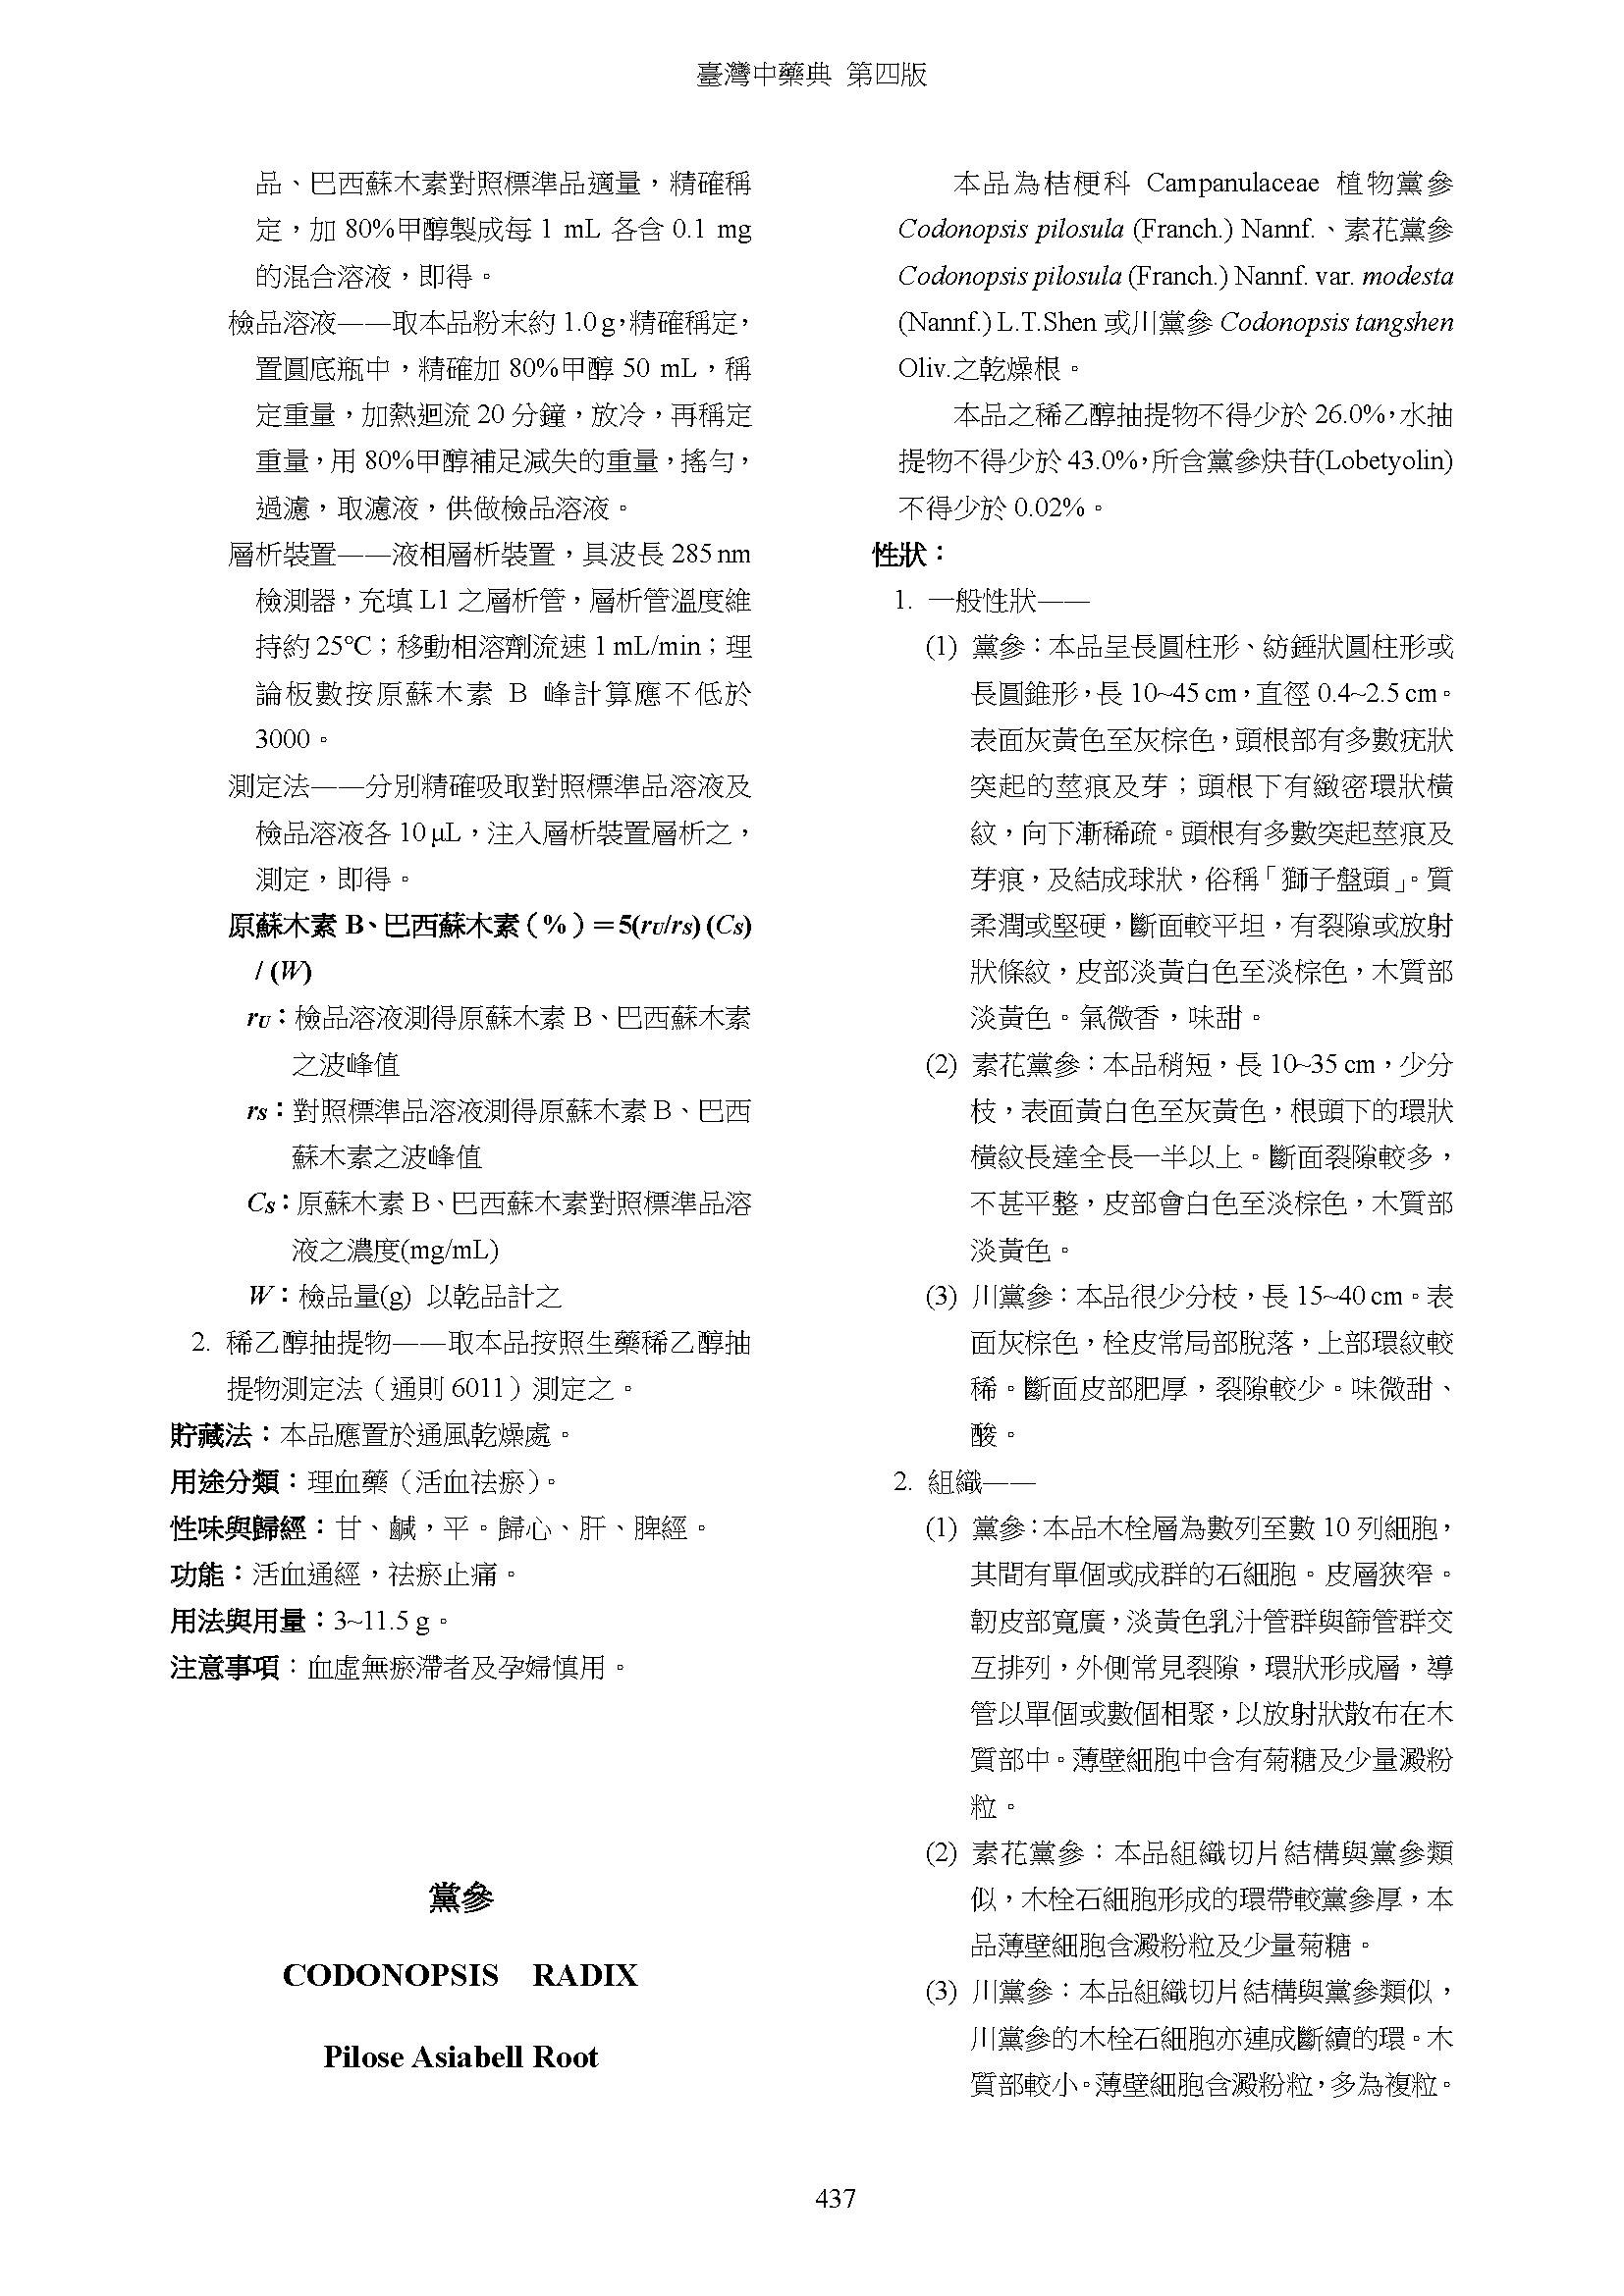 臺灣中藥典 第四版
品、巴西蘇木素對照標準品適量，精確稱
定，加 80%甲醇製成每 1 mL 各含 0.1 mg
的混合溶液，即得。
檢品溶液——取本品粉末約 1.0 g，精確稱定，
置圓底瓶中，精確加 80%甲醇 50 mL，稱
定重量，加熱迴流 20 分鐘，放冷，再稱定
重量，用 80%甲醇補足減失的重量，搖勻，
過濾，取濾液，供做檢品溶液。
層析裝置——液相層析裝置，具波長 285 nm
檢測器，充填 L1 之層析管，層析管溫度維
持約 25℃；移動相溶劑流速 1 mL/min；理
論板數按原蘇木素 B 峰計算應不低於
3000。
測定法——分別精確吸取對照標準品溶液及
檢品溶液各 10 μL，注入層析裝置層析之，
測定，即得。
原蘇木素 B、巴西蘇木素（%）＝5(rU/rS) (CS)
/ (W)
rU：檢品溶液測得原蘇木素 B、巴西蘇木素
之波峰值
rS：對照標準品溶液測得原蘇木素 B、巴西
蘇木素之波峰值
CS：原蘇木素 B、巴西蘇木素對照標準品溶
液之濃度(mg/mL)
W：檢品量(g) 以乾品計之
2. 稀乙醇抽提物——取本品按照生藥稀乙醇抽
提物測定法（通則 6011）測定之。
貯藏法：本品應置於通風乾燥處。
用途分類：理血藥（活血祛瘀）。
性味與歸經：甘、鹹，平。歸心、肝、脾經。
功能：活血通經，祛瘀止痛。
用法與用量：3~11.5 g。
注意事項：血虛無瘀滯者及孕婦慎用。
黨參
CODONOPSIS RADIX
Pilose Asiabell Root
本品為桔梗科 Campanulaceae 植物黨參
Codonopsis pilosula (Franch.) Nannf.、素花黨參
Codonopsis pilosula (Franch.) Nannf. var. modesta
(Nannf.) L.T.Shen 或川黨參 Codonopsis tangshen
Oliv.之乾燥根。
本品之稀乙醇抽提物不得少於 26.0%，水抽
提物不得少於 43.0%，所含黨參炔苷(Lobetyolin)
不得少於 0.02%。
性狀：
1. 一般性狀——
(1) 黨參：本品呈長圓柱形、紡錘狀圓柱形或
長圓錐形，長 10~45 cm，直徑 0.4~2.5 cm。
表面灰黃色至灰棕色，頭根部有多數疣狀
突起的莖痕及芽；頭根下有緻密環狀橫
紋，向下漸稀疏。頭根有多數突起莖痕及
芽痕，及結成球狀，俗稱「獅子盤頭」。質
柔潤或堅硬，斷面較平坦，有裂隙或放射
狀條紋，皮部淡黃白色至淡棕色，木質部
淡黃色。氣微香，味甜。
(2) 素花黨參：本品稍短，長 10~35 cm，少分
枝，表面黃白色至灰黃色，根頭下的環狀
橫紋長達全長一半以上。斷面裂隙較多，
不甚平整，皮部會白色至淡棕色，木質部
淡黃色。
(3) 川黨參：本品很少分枝，長 15~40 cm。表
面灰棕色，栓皮常局部脫落，上部環紋較
稀。斷面皮部肥厚，裂隙較少。味微甜、
酸。
2. 組織——
(1) 黨參：本品木栓層為數列至數 10 列細胞，
其間有單個或成群的石細胞。皮層狹窄。
韌皮部寬廣，淡黃色乳汁管群與篩管群交
互排列，外側常見裂隙，環狀形成層，導
管以單個或數個相聚，以放射狀散布在木
質部中。薄壁細胞中含有菊糖及少量澱粉
粒。
(2) 素花黨參：本品組織切片結構與黨參類
似，木栓石細胞形成的環帶較黨參厚，本
品薄壁細胞含澱粉粒及少量菊糖。
(3) 川黨參：本品組織切片結構與黨參類似，
川黨參的木栓石細胞亦連成斷續的環。木
質部較小。薄壁細胞含澱粉粒，多為複粒。
437